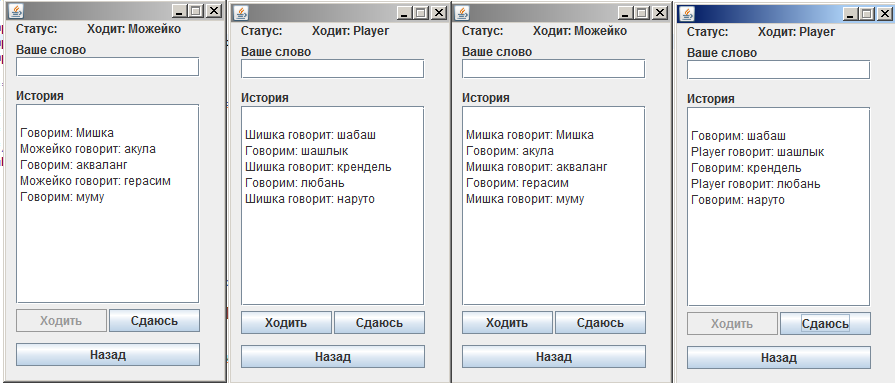 Статус: Ходит: Можейко
Ваше слово
История
Говорим: Мишка
Можейко говорит: акула
Говорим: акваланг
Можейко говорит: герасим
Говорим: муму
Ходить Сдаюсь
Назад
Статус: Ходит: Player
Ваше слово
История
Шишка говорит: шабаш
Говорим: шашлык
Шишка говорит: крендель
Говорим: любань
Шишка говорит: наруто
Ходить Сдаюсь
Назад
Статус: Ходит: Можейко
Ваше слово
История
Мишка говорит: Мишка
Говорим: акула
Мишка говорит: акваланг
Говорим: герасим
Мишка говорит: муму
Ходить Сдаюсь
Назад
Статус: Ходит: Player
Ваше слово
История
Говорим: шабаш
Player говорит: шашлык
Говорим: крендель
Player говорит: любань
Говорим: наруто
Ходить Сдаюсь
Назад